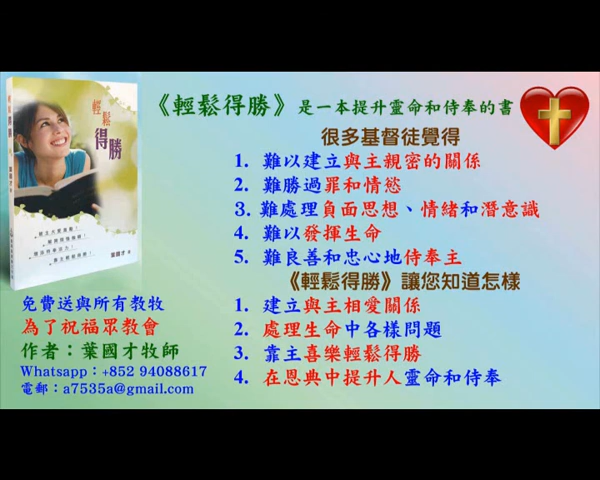 輕鬆
得勝
葉國才 著
《輕鬆得勝》是一本提升靈命和侍奉的書
很多基督徒覺得
1. 難以建立與主親密的關係
2. 難勝過罪和情慾
3. 難處理負面思想、情緒和潛意識
4. 難以發揮生命
5. 難良善和忠心地侍奉主
《輕鬆得勝》讓您知道怎樣
1. 建立與主相愛關係
2. 處理生命中各樣問題
3. 靠主喜樂輕鬆得勝
4. 在恩典中提升人靈命和侍奉
免費送與所有教牧
為了祝福眾教會
作者：葉國才牧師
Whatsapp：+852 94088617
電郵：a7535a@gmail.com